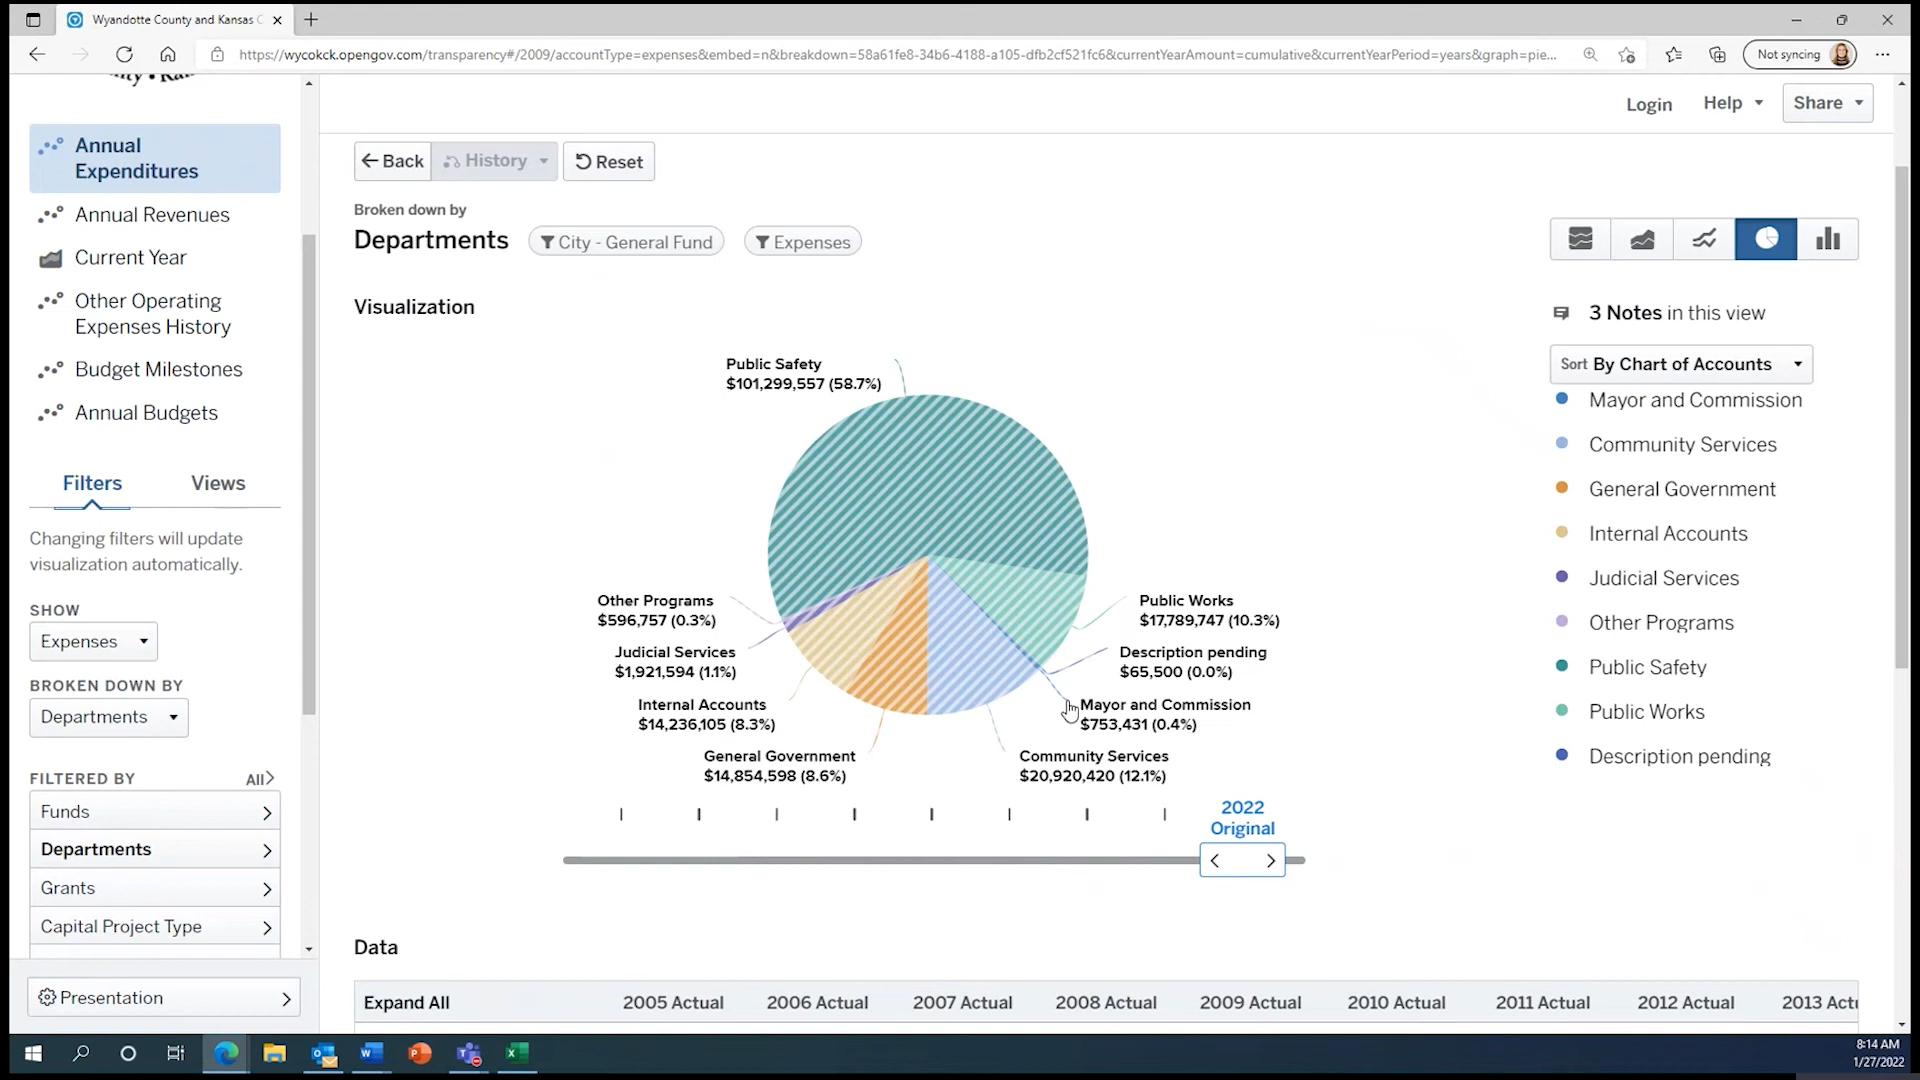 Wyandotte County and Kansas C
https://wycokck.opengov.com/transparency#/2009/accountType=expenses&embed=n&breakdown=58a61fe8-34b6-4188-a105-dfb2cf521fc6&currentYearAmount=cumulative&currentYearPeriod=years&graph=pie...
Not syncing
Login
Help
Share
Annual
Expenditures
Annual Revenues
Current Year
Other Operating
Expenses History
Budget Milestones
Annual Budgets
Filters
Views
Changing filters will update
visualization automatically.
SHOW
Expenses
BROKEN DOWN BY
Departments
FILTERED BY
All
Funds
Departments
Grants
Capital Project Type
Presentation
Back
History
Reset
Broken down by
Departments
City - General Fund
Expenses
Visualization
Public Safety
$101,299,557 (58.7%)
Other Programs
$596,757 (0.3%)
Judicial Services
$1,921,594 (1.1%)
Internal Accounts
$14,236,105 (8.3%)
General Government
$14,854,598 (8.6%)
Public Works
$17,789,747 (10.3%)
Description pending
$65,500 (0.0%)
Mayor and Commission
$753,431 (0.4%)
Community Services
$20,920,420 (12.1%)
2022
Original
3 Notes in this view
Sort By Chart of Accounts
Mayor and Commission
Community Services
General Government
Internal Accounts
Judicial Services
Other Programs
Public Safety
Public Works
Description pending
Data
Expand All
2005 Actual
2006 Actual
2007 Actual
2008 Actual
2009 Actual
2010 Actual
2011 Actual
2012 Actual
2013 Actu
8:14 AM
1/27/2022